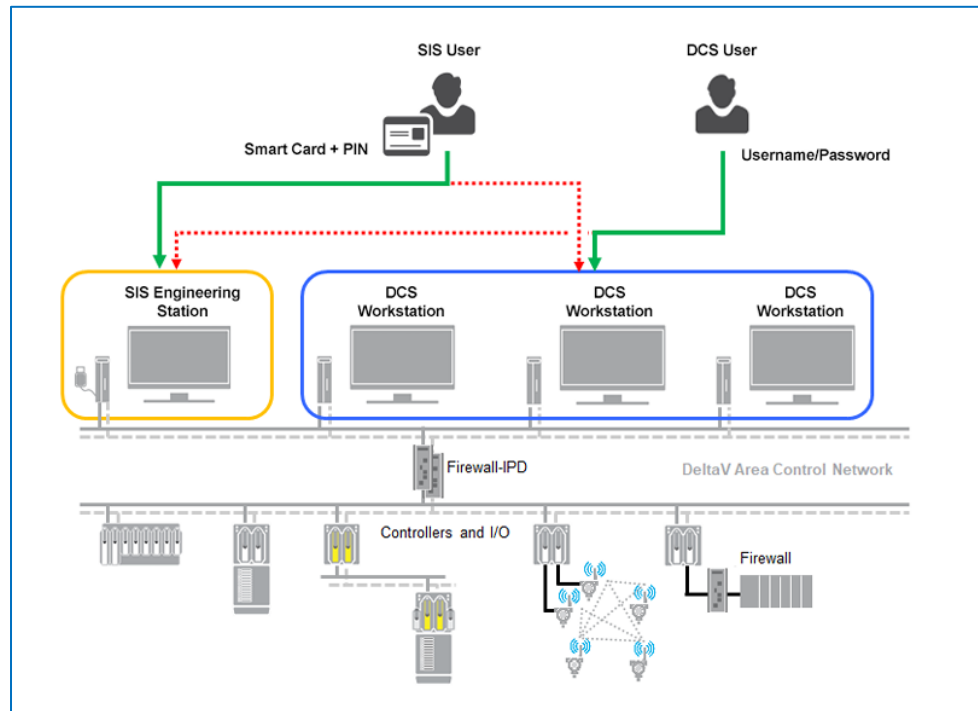 SIS User
DCS User
Smart Card + PIN
Username/Password
SIS Engineering
Station
DCS
Workstation
DCS
Workstation
DCS
Workstation
Firewall-IPD
DeltaV Area Control Network
Controllers and I/O
Firewall